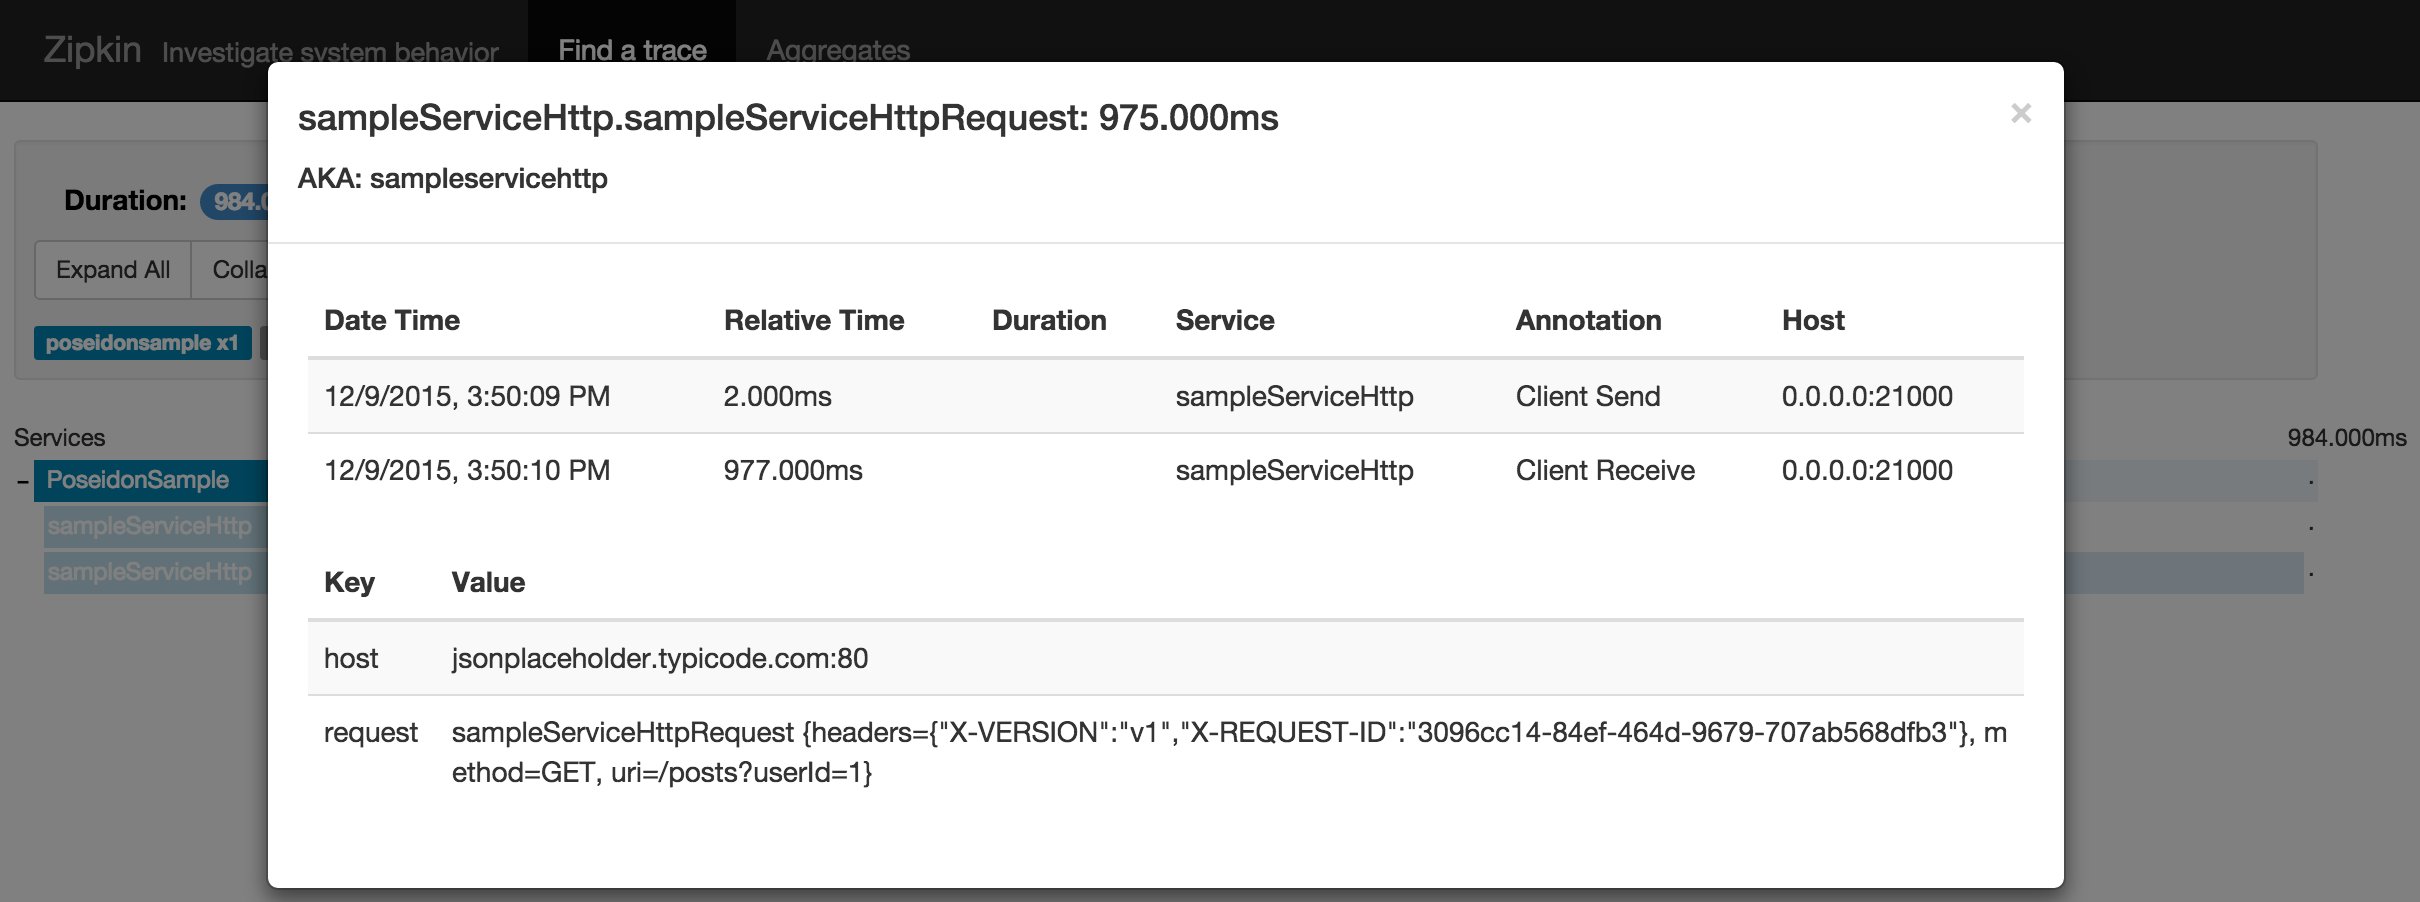 Zipkin Investigate system behavior Find a trace Aggregates
sampleServiceHttp.sampleServiceHttpRequest: 975.000ms ×
AKA: sampleservicehttp
Duration: 984.0
Expand All Colla
poseidonsample x1
Date Time Relative Time Duration Service Annotation Host
12/9/2015, 3:50:09 PM 2.000ms sampleServiceHttp Client Send 0.0.0.0:21000
12/9/2015, 3:50:10 PM 977.000ms sampleServiceHttp Client Receive 0.0.0.0:21000
Services 984.000ms
– PoseidonSample .
sampleServiceHttp .
sampleServiceHttp .
Key Value
host jsonplaceholder.typicode.com:80
request sampleServiceHttpRequest {headers={"X-VERSION":"v1","X-REQUEST-ID":"3096cc14-84ef-464d-9679-707ab568dfb3"}, m
ethod=GET, uri=/posts?userId=1}